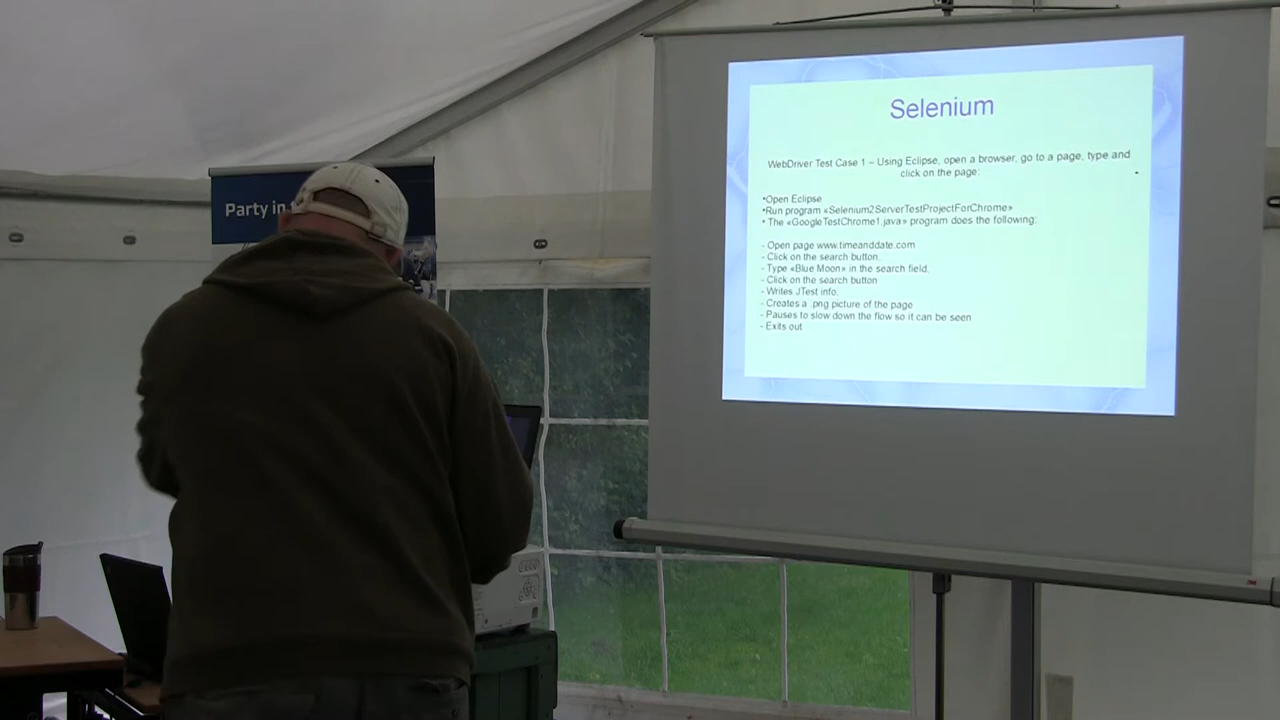 Party in
Selenium
WebDriver Test Case 1 – Using Eclipse, open a browser, go to a page, type and
click on the page:
•Open Eclipse
•Run program «Selenium2ServerTestProjectForChrome»
• The «GoogleTestChrome1.java» program does the following:
- Open page www.timeanddate.com
- Click on the search button.
- Type «Blue Moon» in the search field.
- Click on the search button
- Writes JTest info.
- Creates a .png picture of the page
- Pauses to slow down the flow so it can be seen
- Exits out